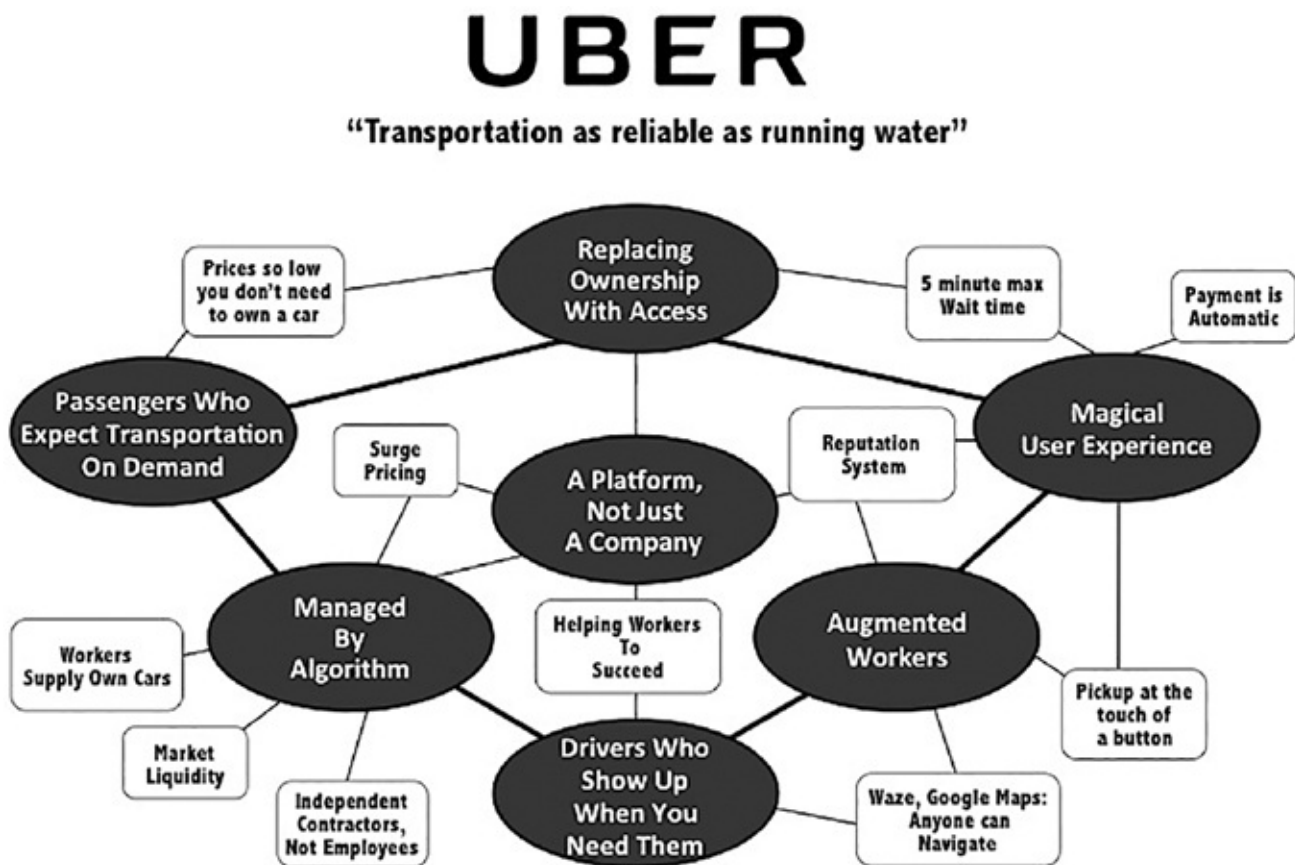 UBER
“Transportation as reliable as running water”
Replacing
Ownership
With Access
Prices so low
you don’t need
to own a car
5 minute max
Wait time
Payment is
Automatic
Passengers Who
Expect Transportation
On Demand
Magical
User Experience
Surge
Pricing
A Platform,
Not Just
A Company
Reputation
System
Managed
By
Algorithm
Helping Workers
To
Succeed
Augmented
Workers
Workers
Supply Own Cars
Pickup at the
touch of
a button
Market
Liquidity
Independent
Contractors,
Not Employees
Drivers Who
Show Up
When You
Need Them
Waze, Google Maps:
Anyone can
Navigate